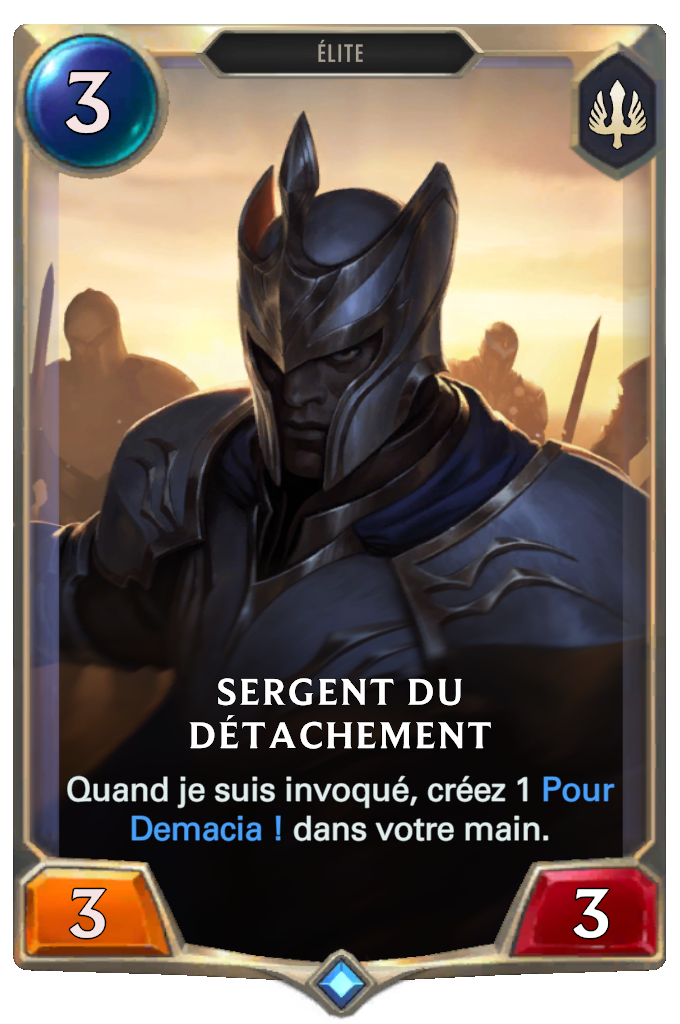 ÉLITE
3
SERGENT DU
DÉTACHEMENT
Quand je suis invoqué, créez 1 Pour
Demacia ! dans votre main.
3
3